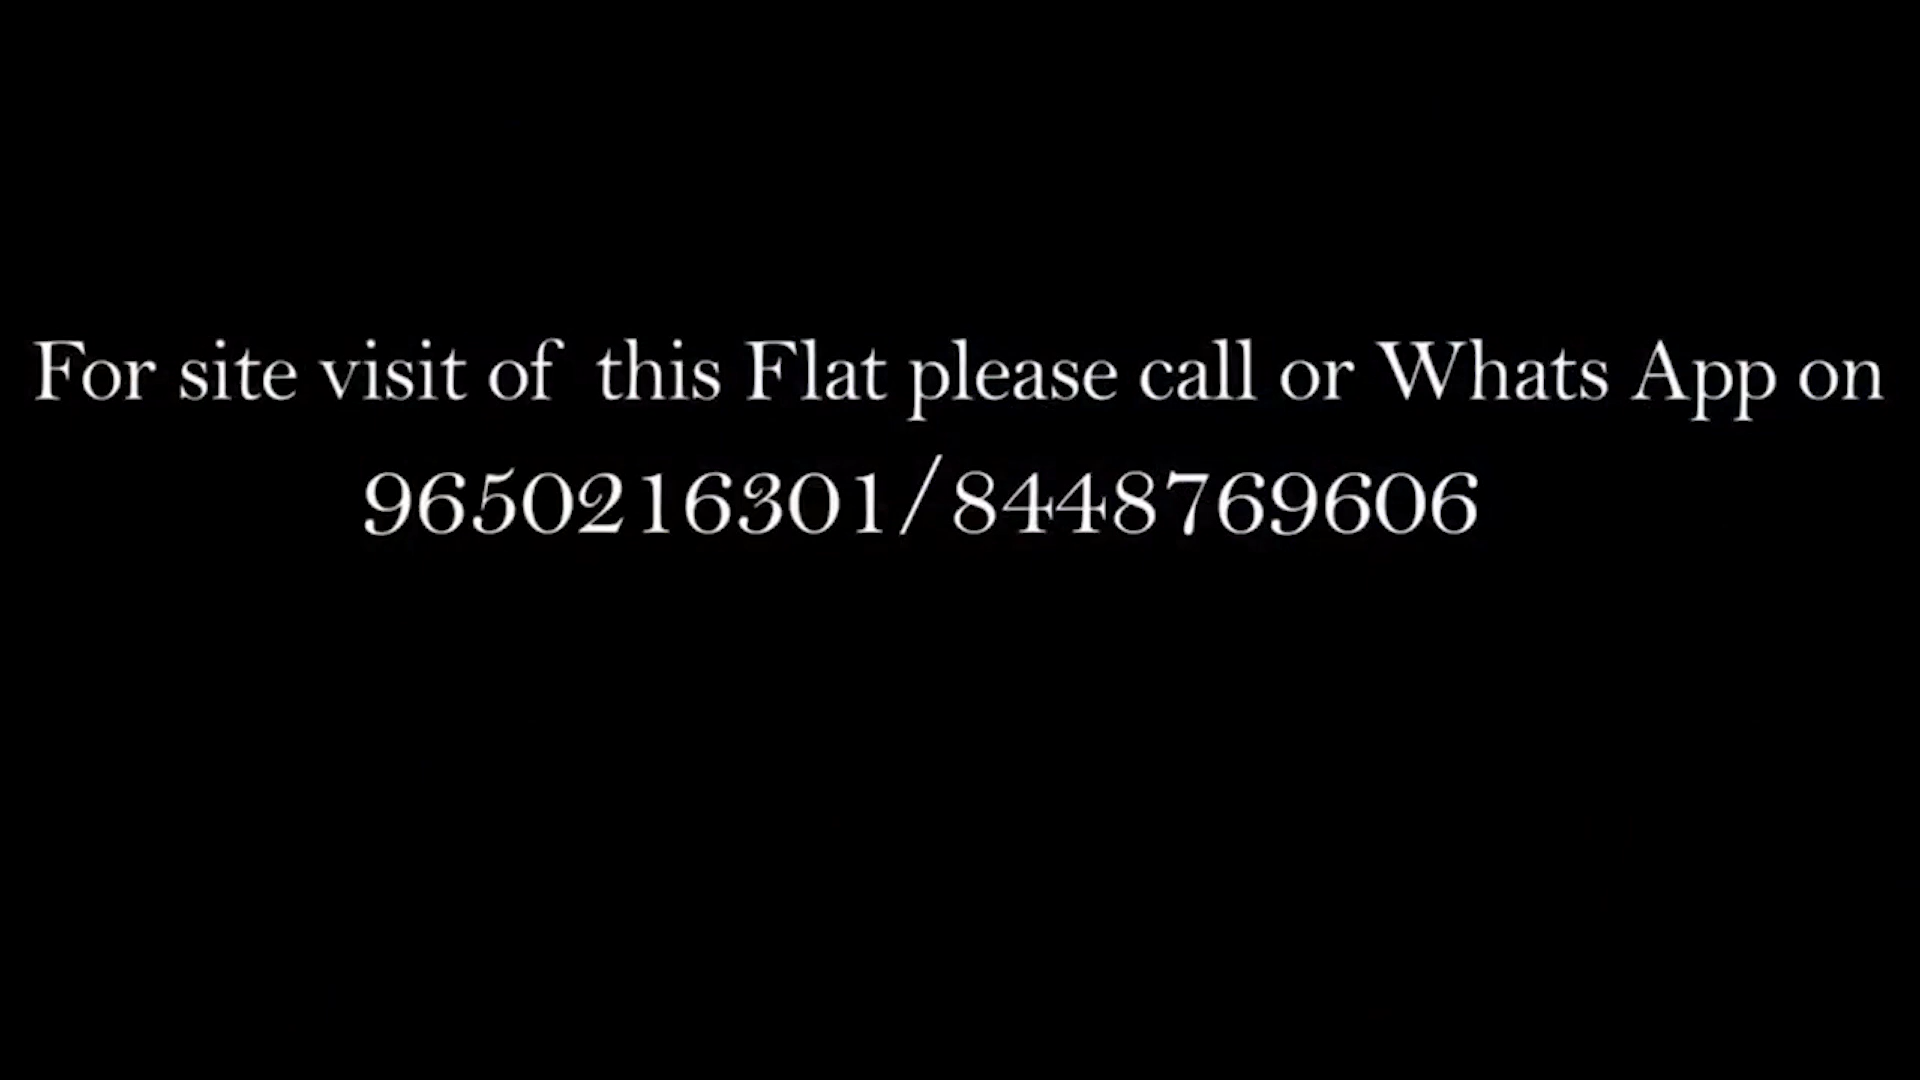 For site visit of this Flat please call or Whats App on
9650216301/8448769606